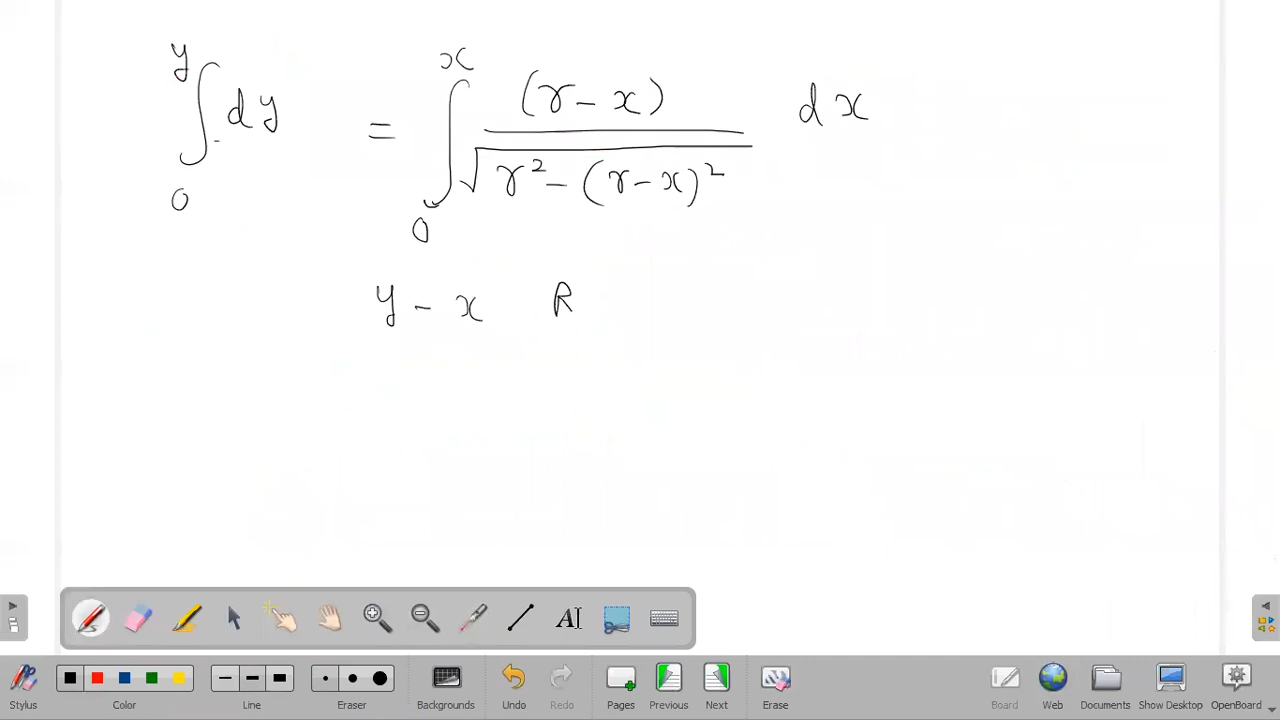 ∫₀^y dy = ∫₀^x (r - x) / √(r² - (r - x)²) dx
y - x R
Stylus Color Line Eraser Backgrounds Undo Redo Pages Previous Next Erase Board Web Documents Show Desktop OpenBoard